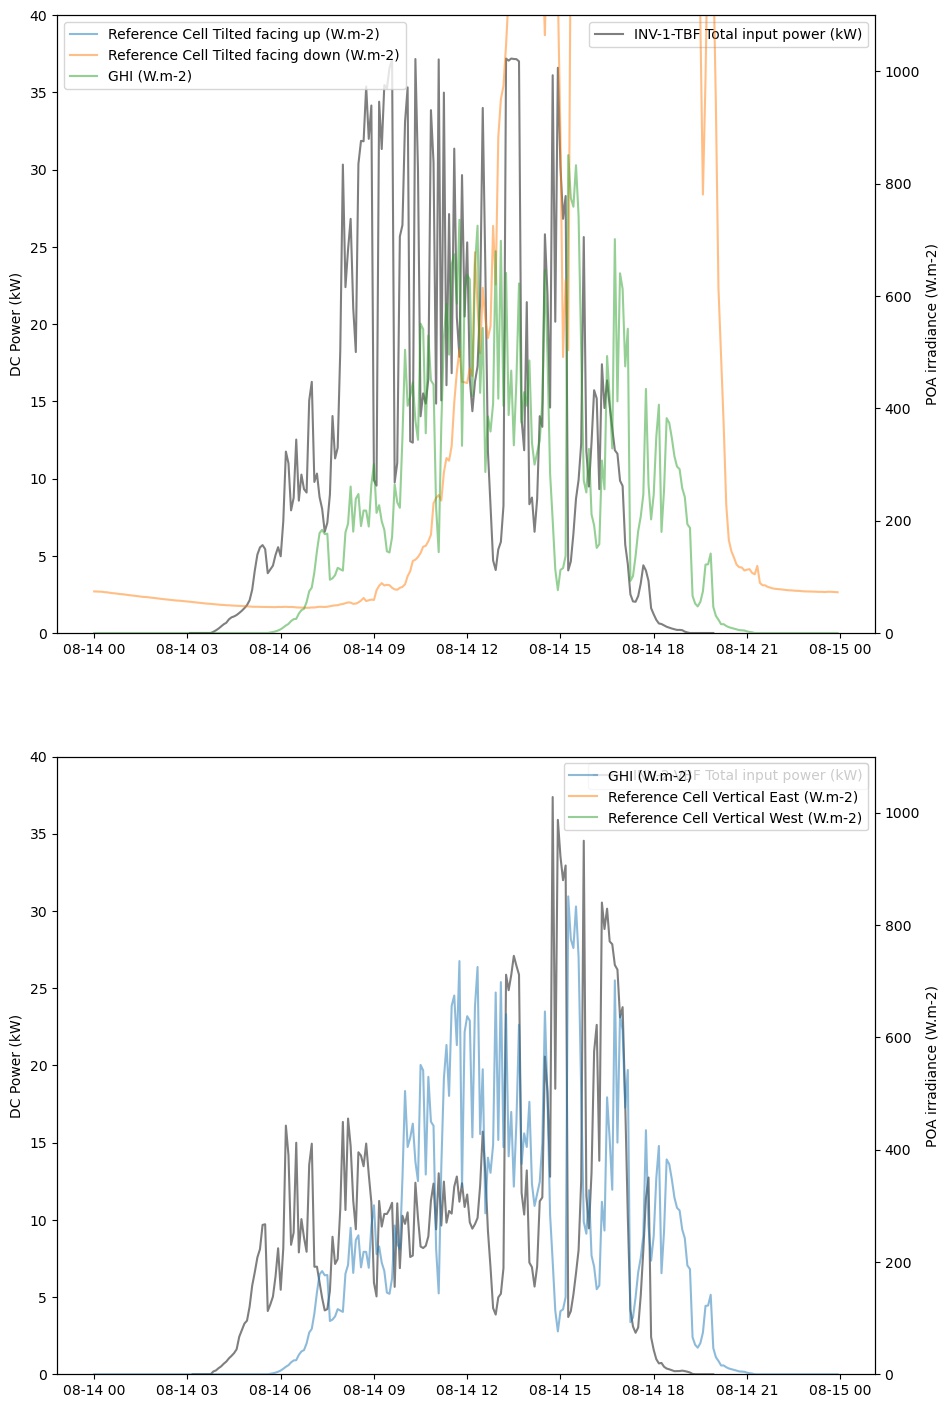 Reference Cell Tilted facing up (W.m-2)
Reference Cell Tilted facing down (W.m-2)
GHI (W.m-2)
INV-1-TBF Total input power (kW)
DC Power (kW)
40
35
30
25
20
15
10
5
0
POA irradiance (W.m-2)
1000
800
600
400
200
0
08-14 00 08-14 03 08-14 06 08-14 09 08-14 12 08-14 15 08-14 18 08-14 21 08-15 00
GHI (W.m-2)
Total input power (kW)
Reference Cell Vertical East (W.m-2)
Reference Cell Vertical West (W.m-2)
DC Power (kW)
40
35
30
25
20
15
10
5
0
POA irradiance (W.m-2)
1000
800
600
400
200
0
08-14 00 08-14 03 08-14 06 08-14 09 08-14 12 08-14 15 08-14 18 08-14 21 08-15 00